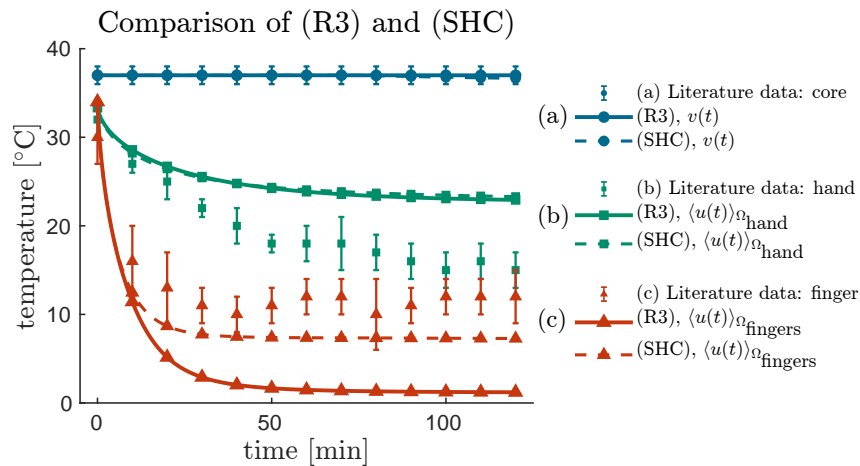 Comparison of (R3) and (SHC)
40
30
20
10
0
temperature [°C]
0
50
100
time [min]
(a)
(a) Literature data: core
(R3), v(t)
(SHC), v(t)
(b)
(b) Literature data: hand
(R3), ⟨u(t)⟩Ωhand
(SHC), ⟨u(t)⟩Ωhand
(c)
(c) Literature data: finger
(R3), ⟨u(t)⟩Ωfingers
(SHC), ⟨u(t)⟩Ωfingers